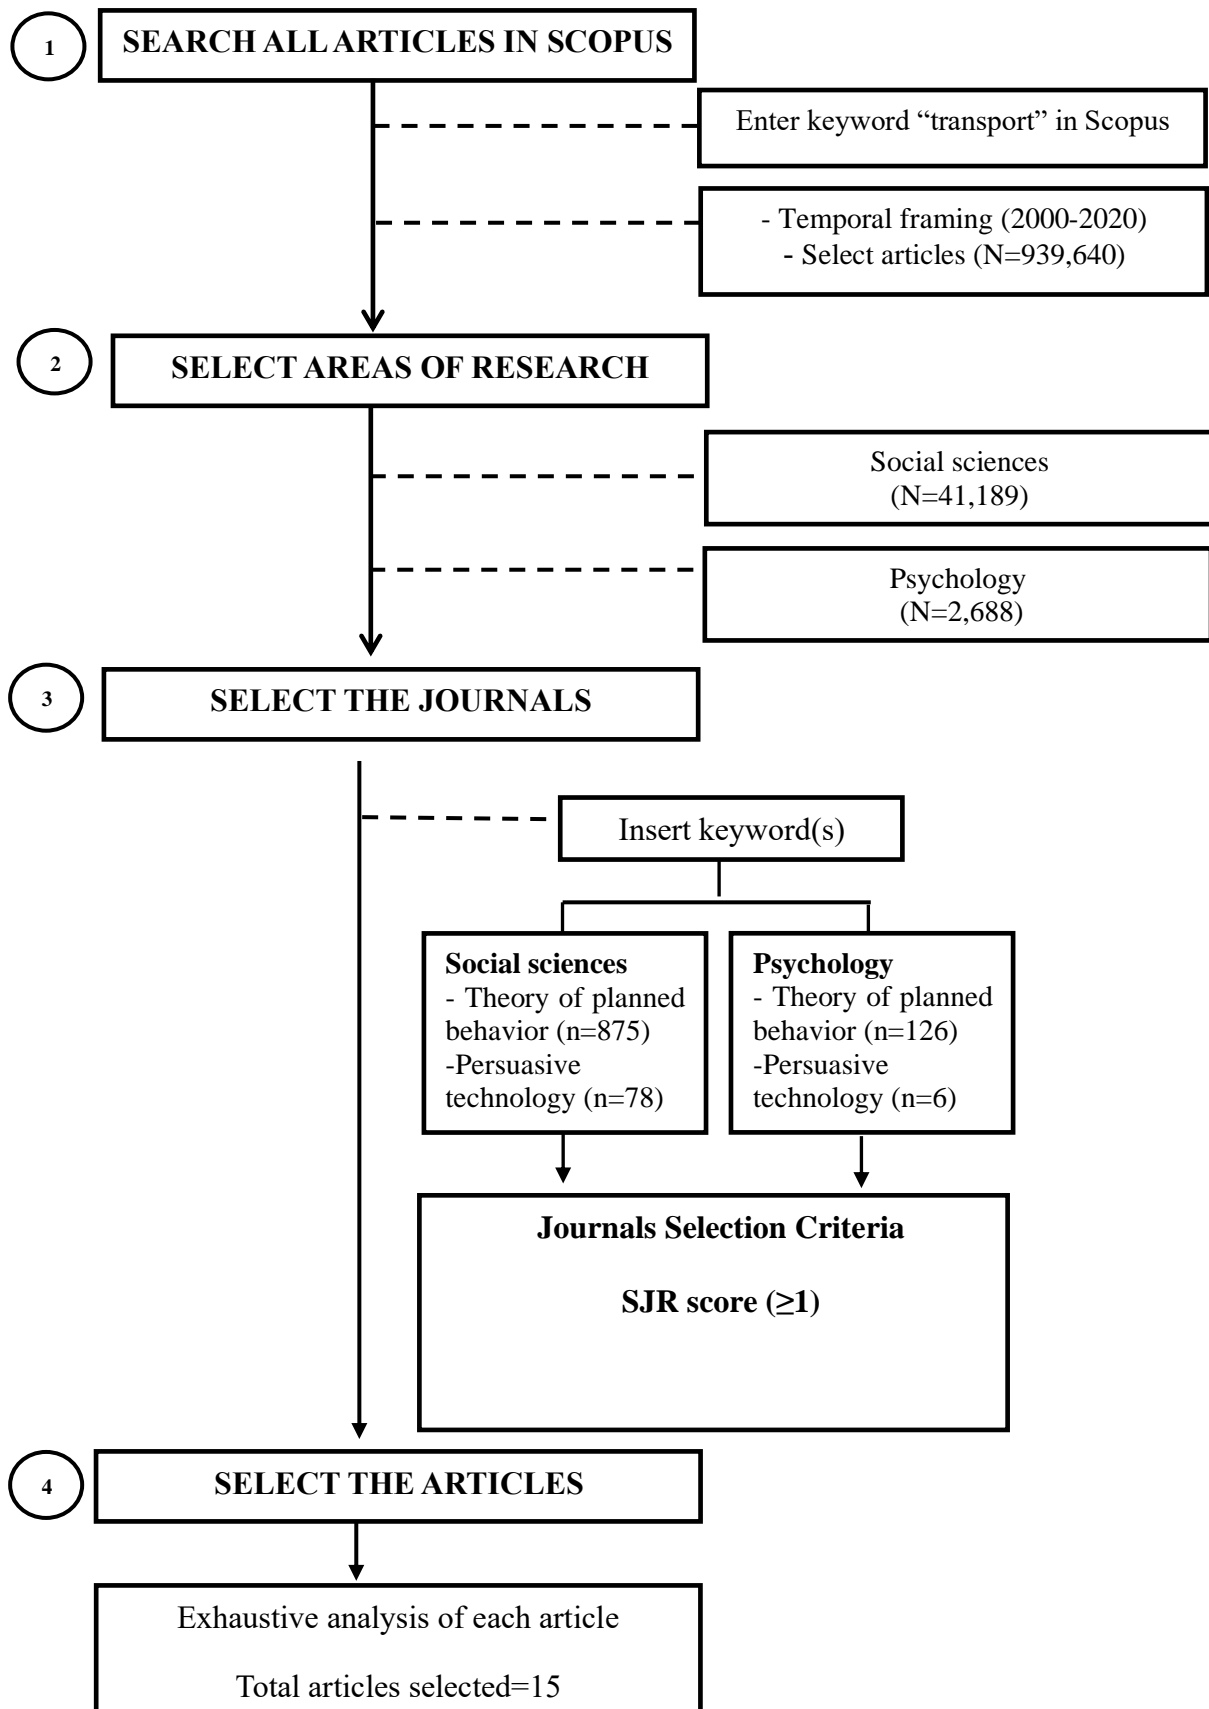 1
SEARCH ALL ARTICLES IN SCOPUS
Enter keyword “transport” in Scopus
- Temporal framing (2000-2020)
- Select articles (N=939,640)
2
SELECT AREAS OF RESEARCH
Social sciences
(N=41,189)
Psychology
(N=2,688)
3
SELECT THE JOURNALS
Insert keyword(s)
Social sciences
- Theory of planned
behavior (n=875)
-Persuasive
technology (n=78)
Psychology
- Theory of planned
behavior (n=126)
-Persuasive
technology (n=6)
Journals Selection Criteria
SJR score (≥1)
4
SELECT THE ARTICLES
Exhaustive analysis of each article
Total articles selected=15